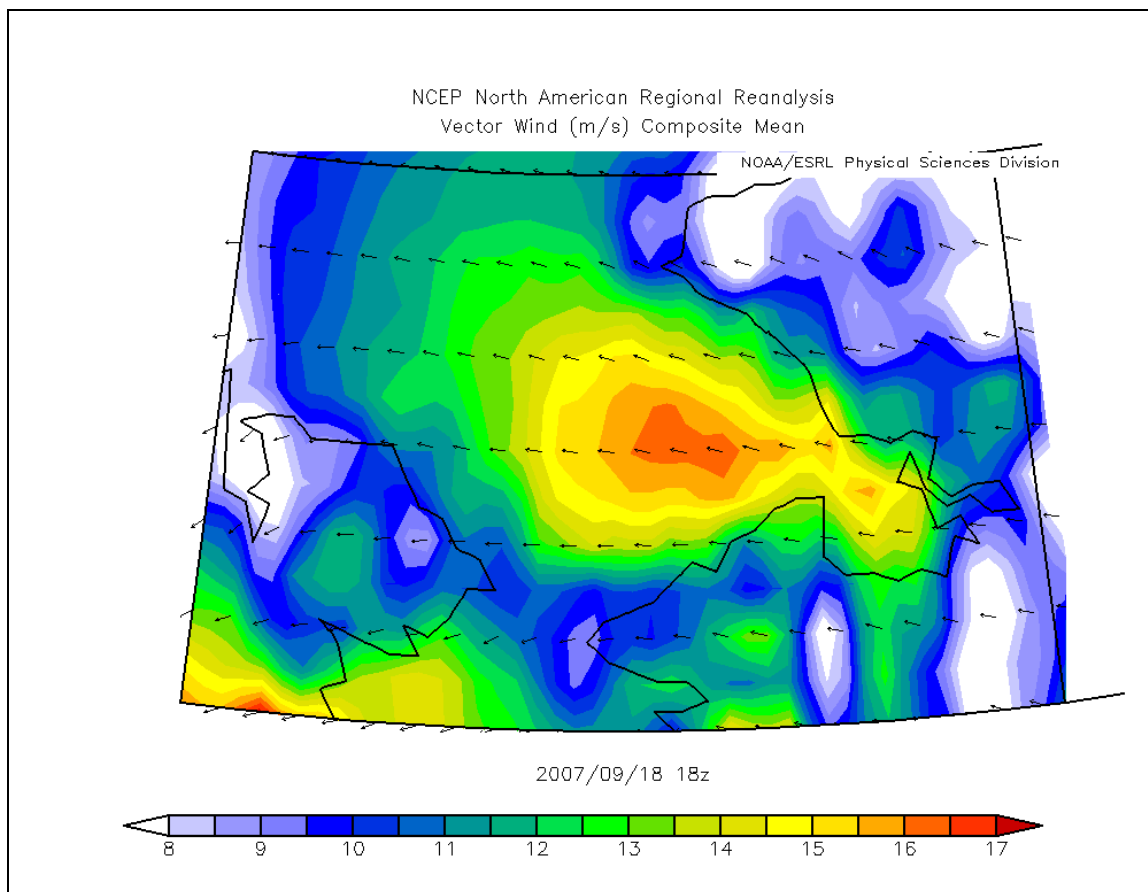 NCEP North American Regional Reanalysis
Vector Wind (m/s) Composite Mean
NOAA/ESRL Physical Sciences Division
2007/09/18 18z
8 9 10 11 12 13 14 15 16 17